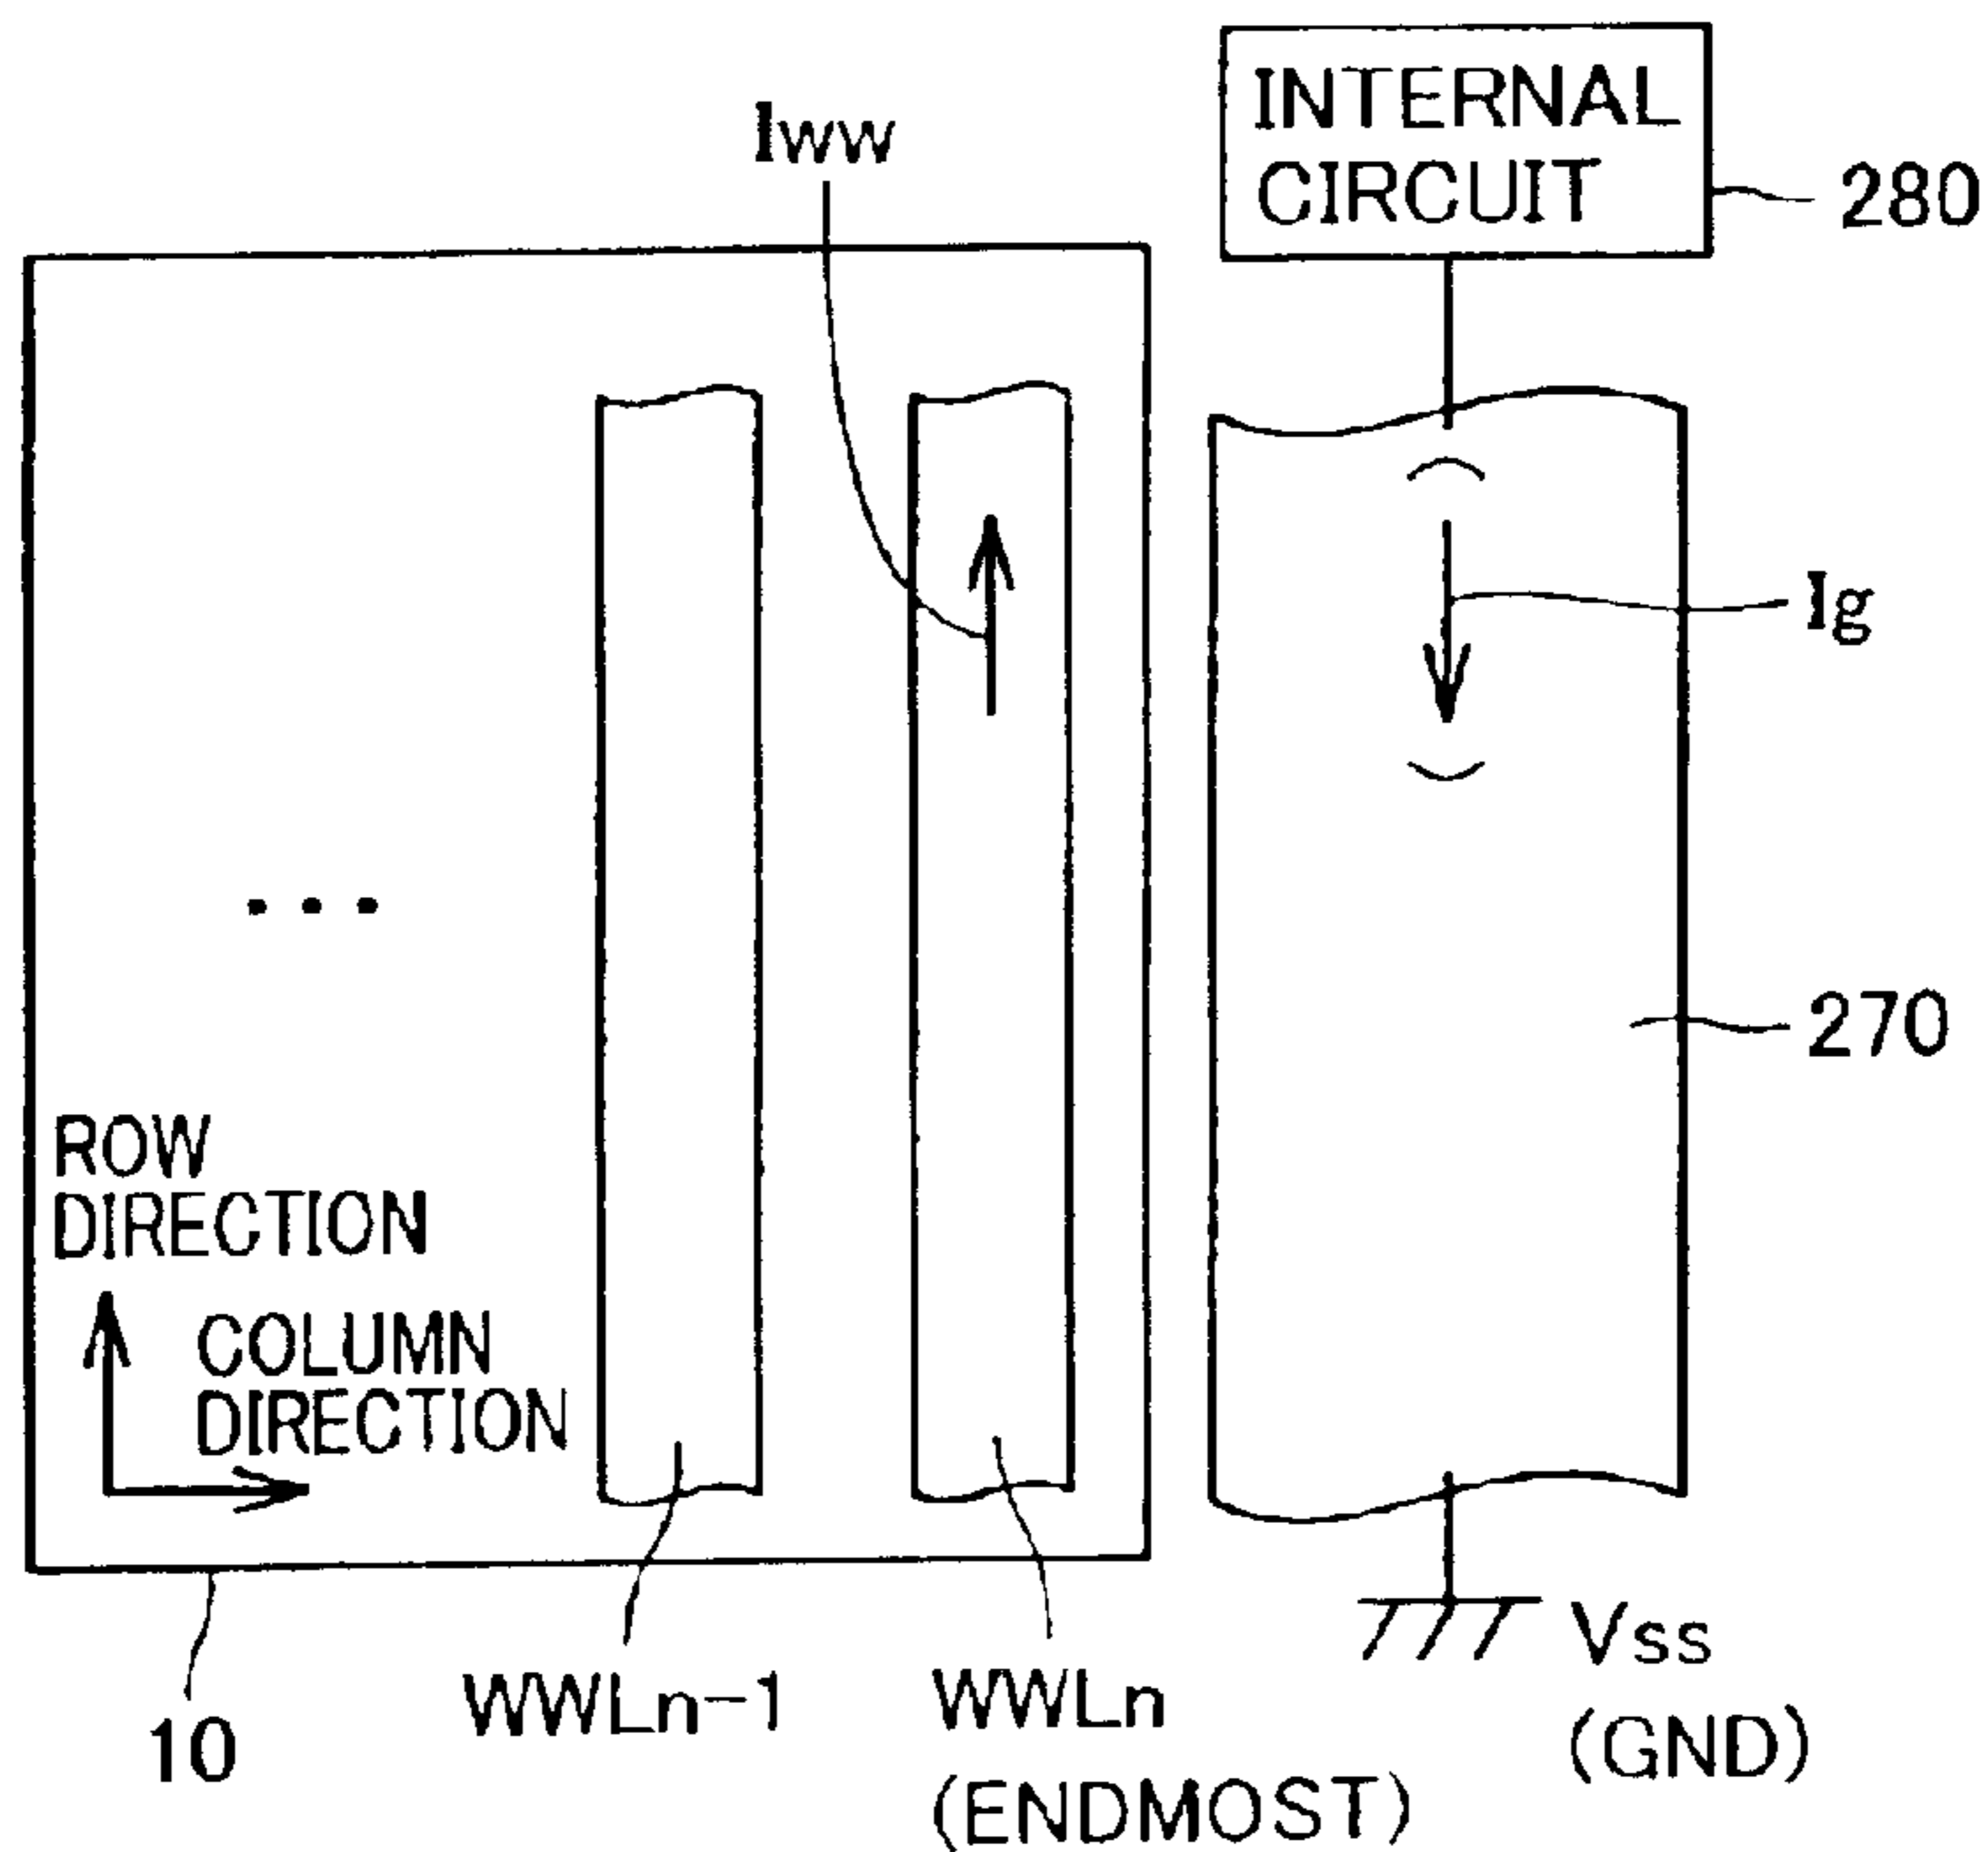 INTERNAL
CIRCUIT
280
Iww
Ig
270
ROW
DIRECTION
COLUMN
DIRECTION
10
WWLn-1
WWLn
(ENDMOST)
Vss
(GND)